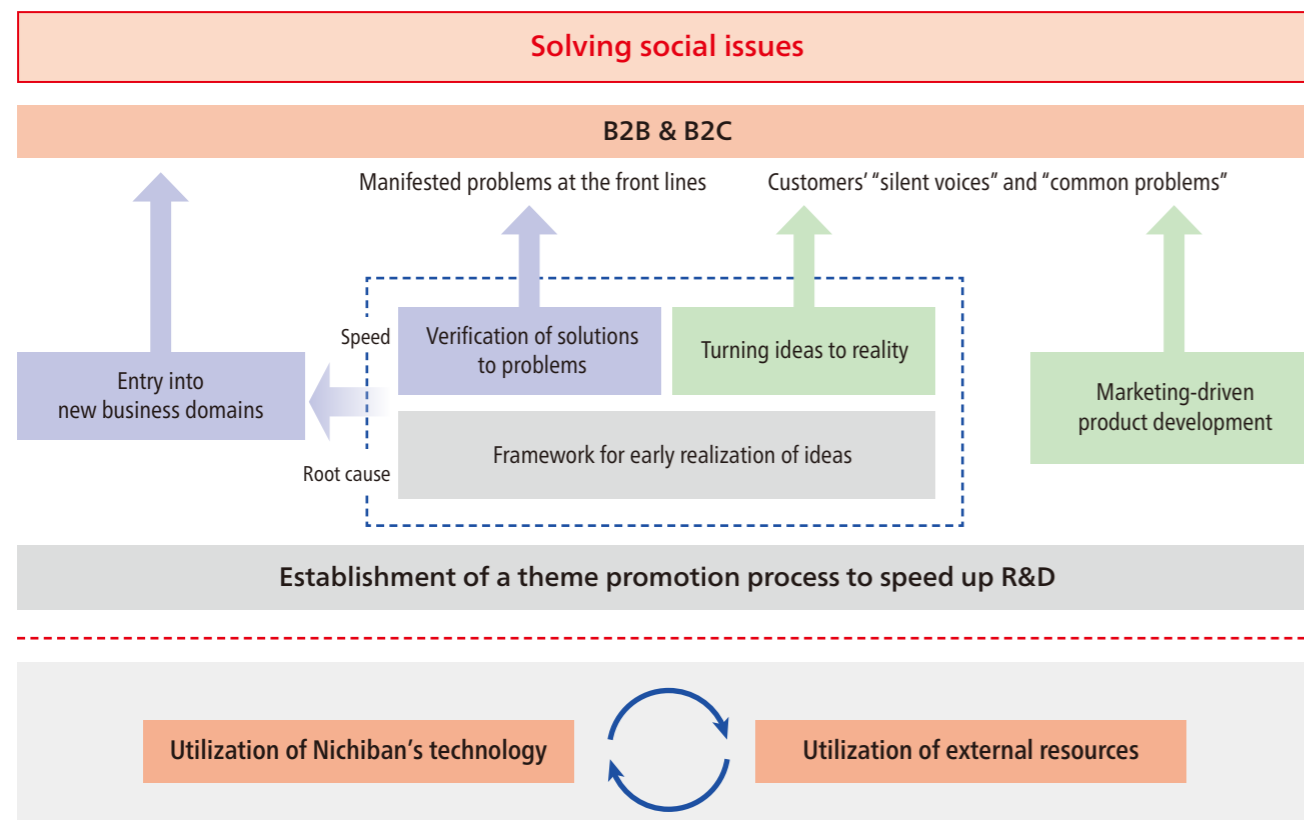 Solving social issues
B2B & B2C
Manifested problems at the front lines
Customers’ “silent voices” and “common problems”
Speed
Verification of solutions
to problems
Turning ideas to reality
Entry into
new business domains
Marketing-driven
product development
Framework for early realization of ideas
Root cause
Establishment of a theme promotion process to speed up R&D
Utilization of Nichiban’s technology
Utilization of external resources